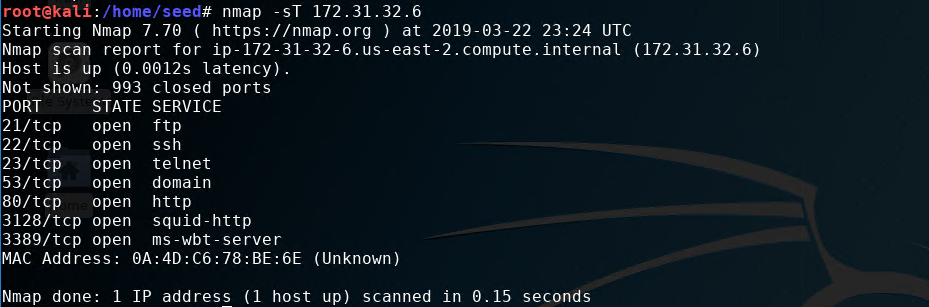 root@kali:/home/seed# nmap -sT 172.31.32.6
Starting Nmap 7.70 ( https://nmap.org ) at 2019-03-22 23:24 UTC
Nmap scan report for ip-172-31-32-6.us-east-2.compute.internal (172.31.32.6)
Host is up (0.0012s latency).
Not shown: 993 closed ports
PORT     STATE SERVICE
21/tcp   open  ftp
22/tcp   open  ssh
23/tcp   open  telnet
53/tcp   open  domain
80/tcp   open  http
3128/tcp open  squid-http
3389/tcp open  ms-wbt-server
MAC Address: 0A:4D:C6:78:BE:6E (Unknown)
Nmap done: 1 IP address (1 host up) scanned in 0.15 seconds